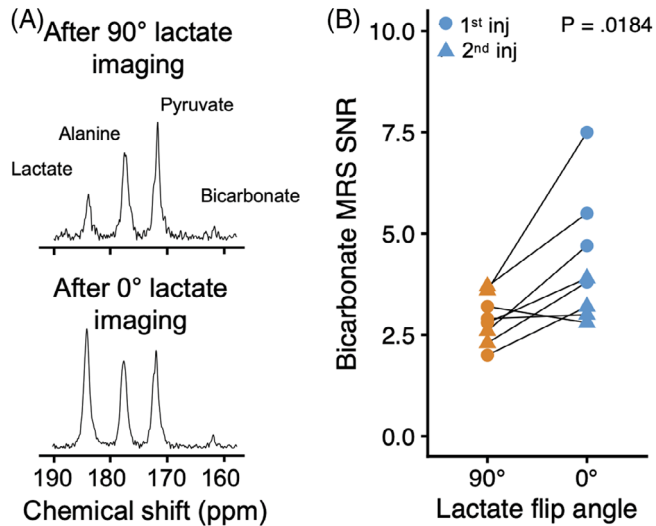 (A)
After 90° lactate
imaging
Pyruvate
Alanine
Lactate
Bicarbonate
After 0° lactate
imaging
190 180 170 160
Chemical shift (ppm)
(B)
1st inj
2nd inj
P = .0184
Bicarbonate MRS SNR
10.0
7.5
5.0
2.5
0.0
90° 0°
Lactate flip angle